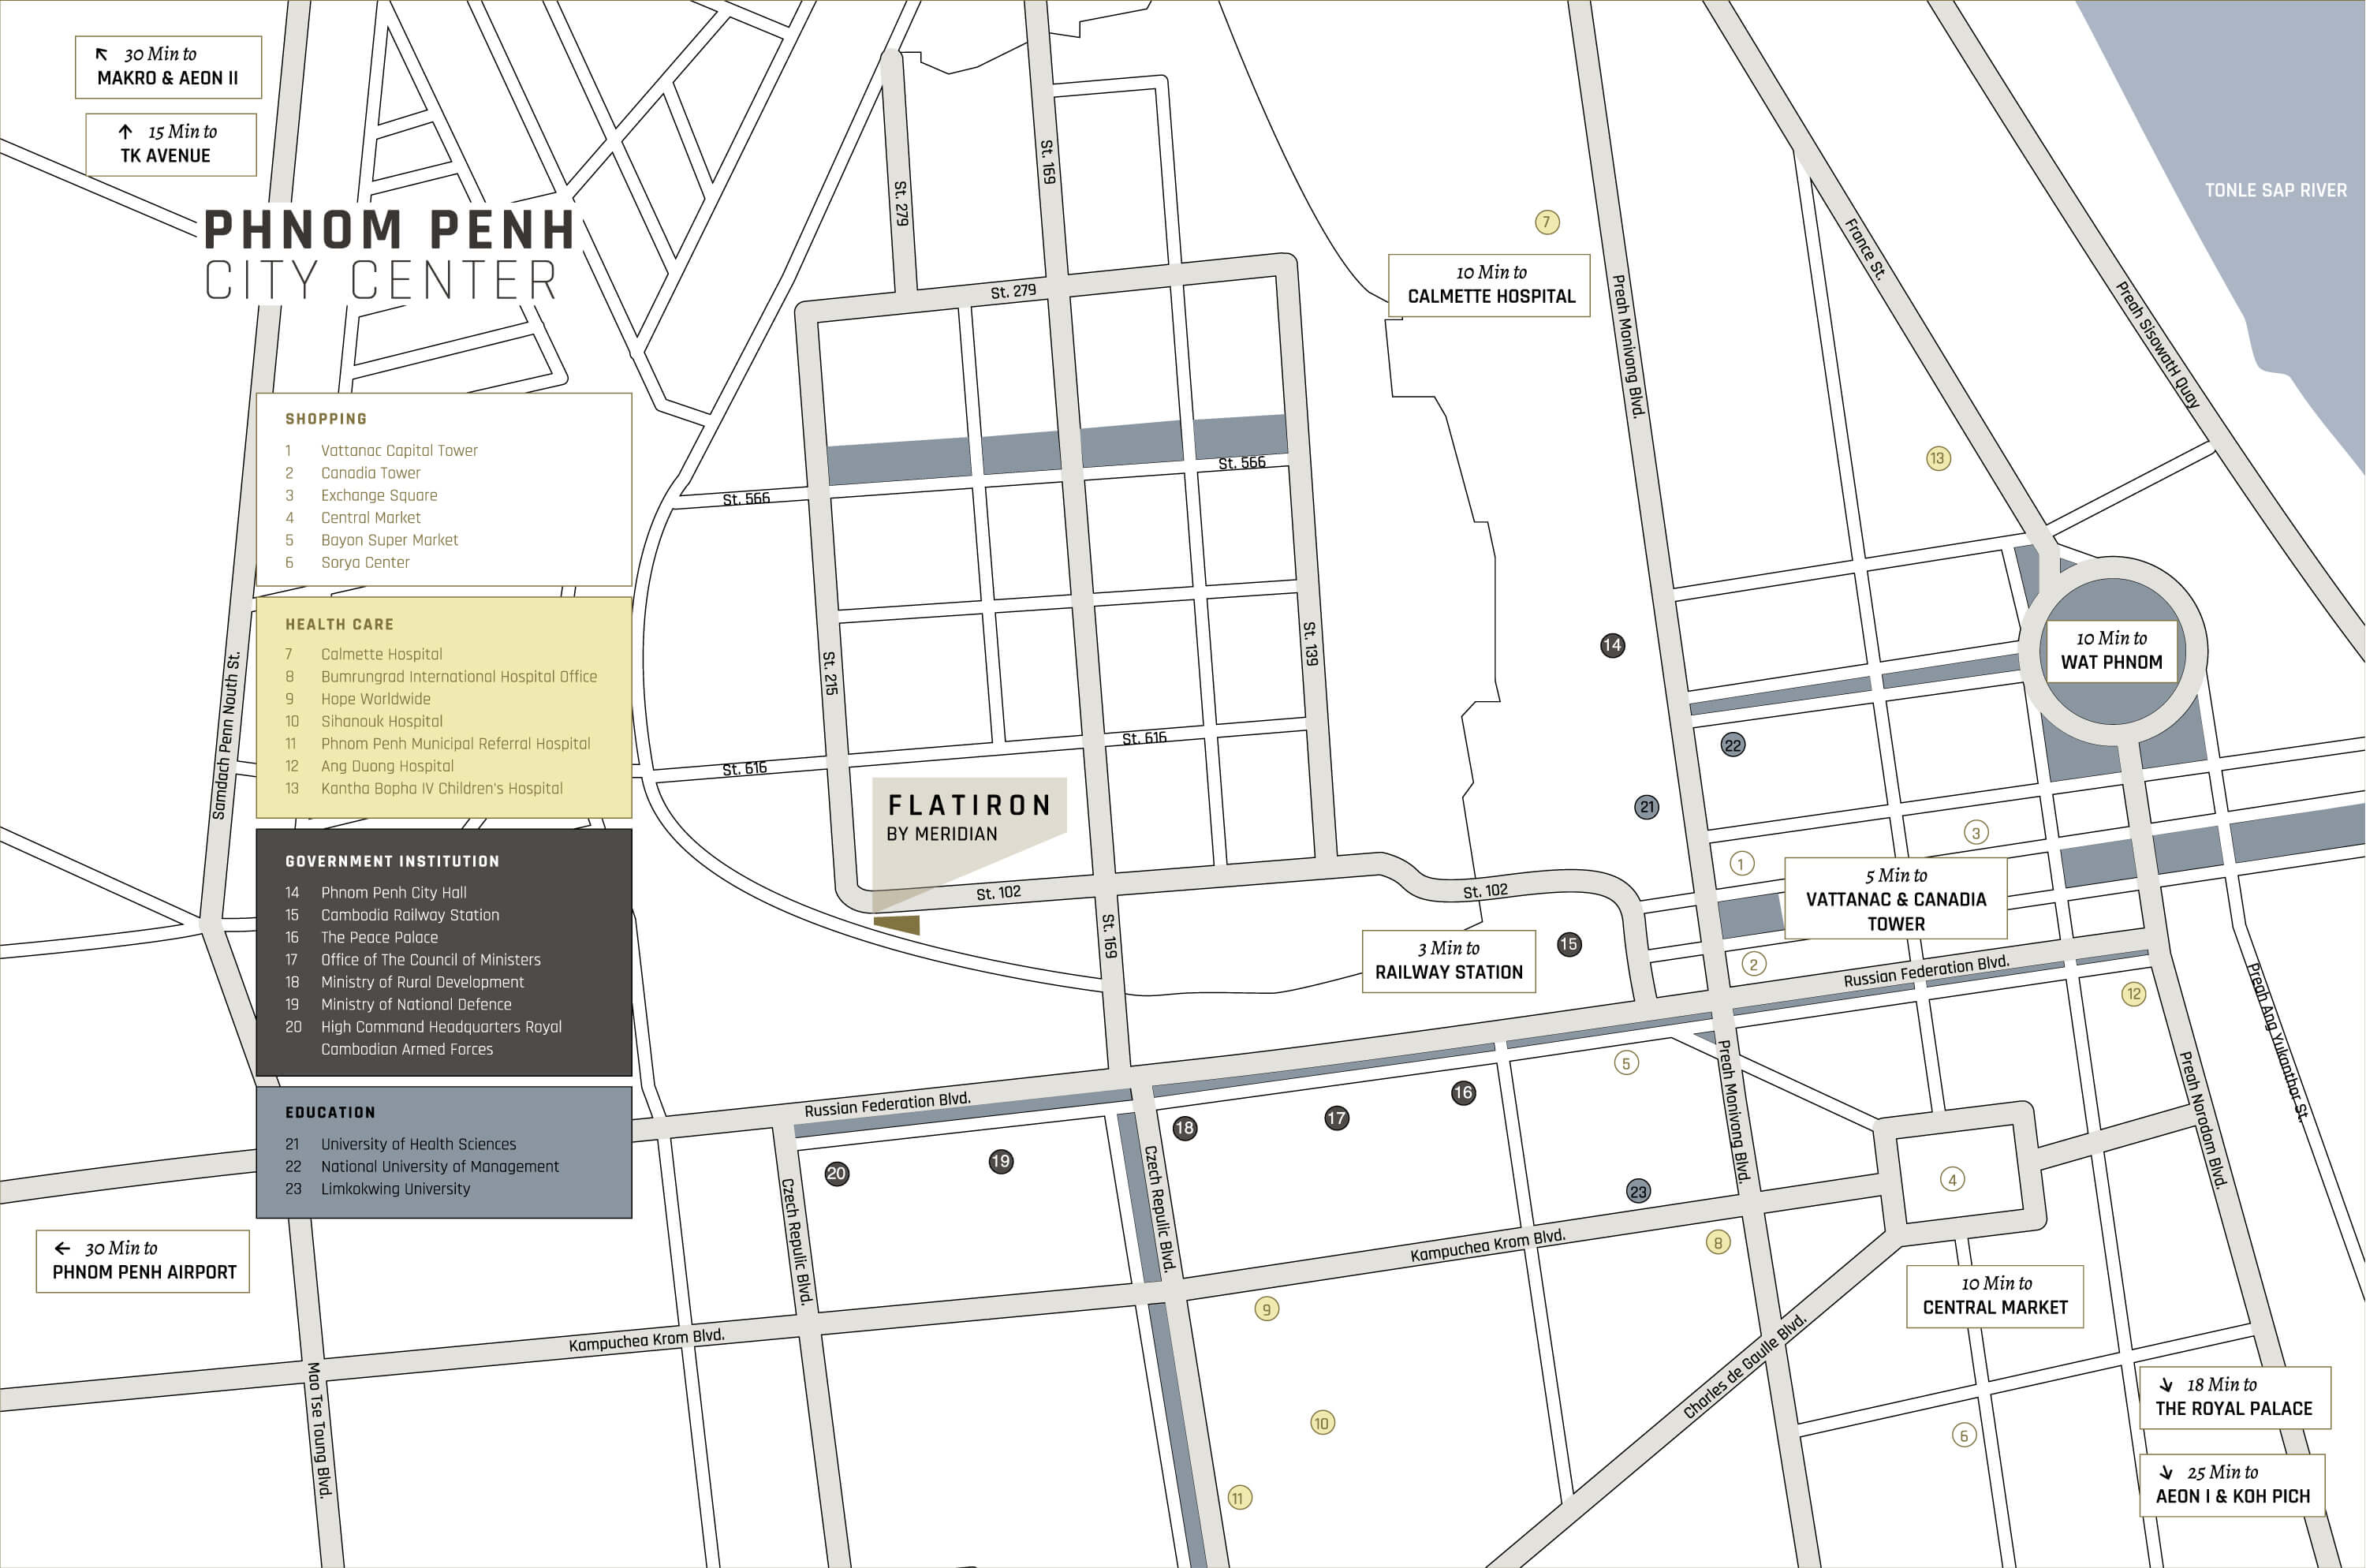 30 Min to
MAKRO & AEON II
15 Min to
TK AVENUE
PHNOM PENH
CITY CENTER
SHOPPING
1 Vattanac Capital Tower
2 Canadia Tower
3 Exchange Square
4 Central Market
5 Bayon Super Market
6 Sorya Center
HEALTH CARE
7 Calmette Hospital
8 Bumrungrad International Hospital Office
9 Hope Worldwide
10 Sihanouk Hospital
11 Phnom Penh Municipal Referral Hospital
12 Ang Duong Hospital
13 Kantha Bopha IV Children's Hospital
GOVERNMENT INSTITUTION
14 Phnom Penh City Hall
15 Cambodia Railway Station
16 The Peace Palace
17 Office of The Council of Ministers
18 Ministry of Rural Development
19 Ministry of National Defence
20 High Command Headquarters Royal
Cambodian Armed Forces
EDUCATION
21 University of Health Sciences
22 National University of Management
23 Limkokwing University
30 Min to
PHNOM PENH AIRPORT
Samdach Penn North St.
Mao Tse Toung Blvd.
St. 279
St. 169
St. 279
St. 566
St. 566
St. 215
St. 139
St. 616
St. 616
FLATIRON
BY MERIDIAN
St. 102
St. 102
St. 169
7
10 Min to
CALMETTE HOSPITAL
Preah Monivong Blvd.
France St.
Preah SisowatH Quay
TONLE SAP RIVER
13
14
10 Min to
WAT PHNOM
22
21
3
1
5 Min to
VATTANAC & CANADIA
TOWER
2
15
3 Min to
RAILWAY STATION
Russian Federation Blvd.
12
Preah Ang Yukanthor St.
5
Preah Monivong Blvd.
Preah Norodom Blvd.
Russian Federation Blvd.
16
17
18
19
20
Czech Repulic Blvd.
Czech Repulic Blvd.
23
4
8
Kampuchea Krom Blvd.
Kampuchea Krom Blvd.
9
10
11
Charles de Gaulle Blvd.
10 Min to
CENTRAL MARKET
6
18 Min to
THE ROYAL PALACE
25 Min to
AEON I & KOH PICH